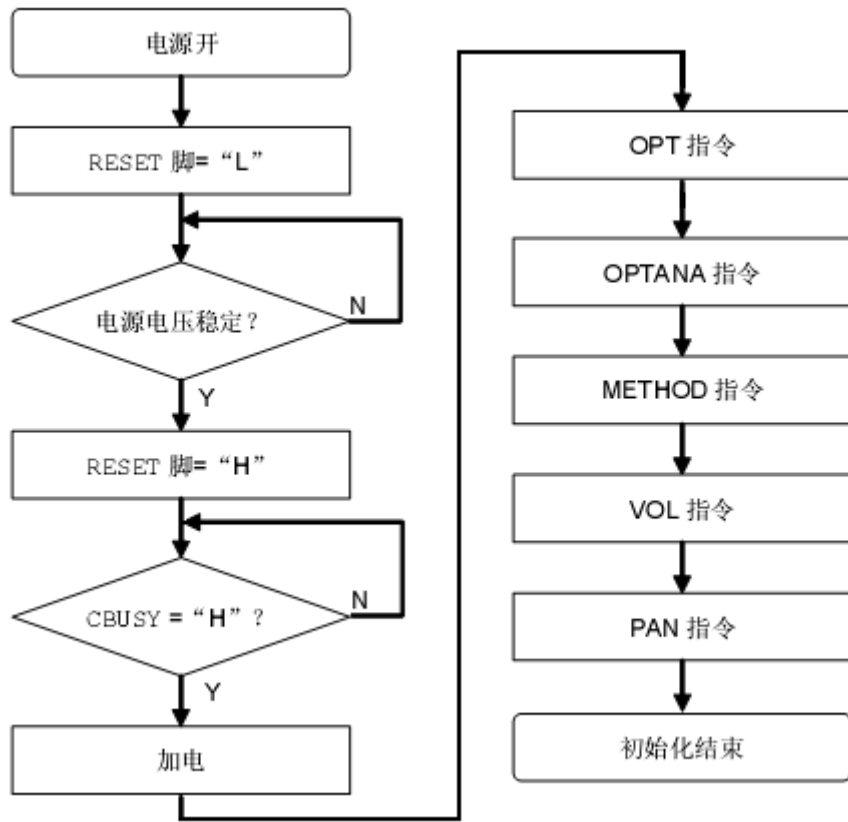 电源开
RESET 脚=“L”
电源电压稳定？
N
Y
RESET 脚=“H”
CBUSY =“H”？
N
Y
加电
OPT 指令
OPTANA 指令
METHOD 指令
VOL 指令
PAN 指令
初始化结束